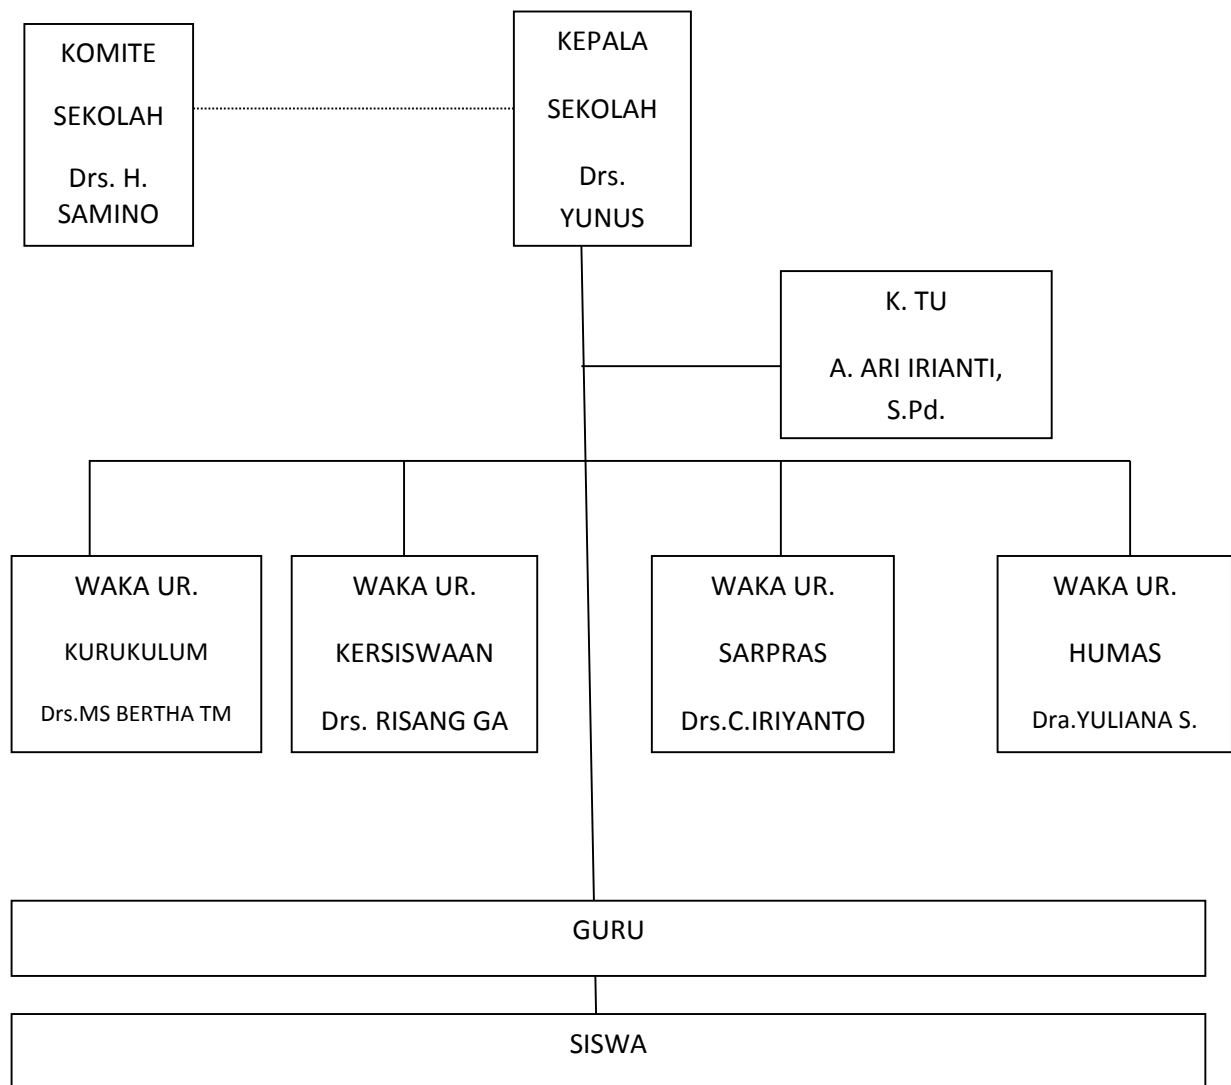 KOMITE
SEKOLAH
Drs. H.
SAMINO
KEPALA
SEKOLAH
Drs.
YUNUS
K. TU
A. ARI IRIANTI,
S.Pd.
WAKA UR.
KURUKULUM
Drs.MS BERTHA TM
WAKA UR.
KERSISWAAN
Drs. RISANG GA
WAKA UR.
SARPRAS
Drs.C.IRIYANTO
WAKA UR.
HUMAS
Dra.YULIANA S.
GURU
SISWA